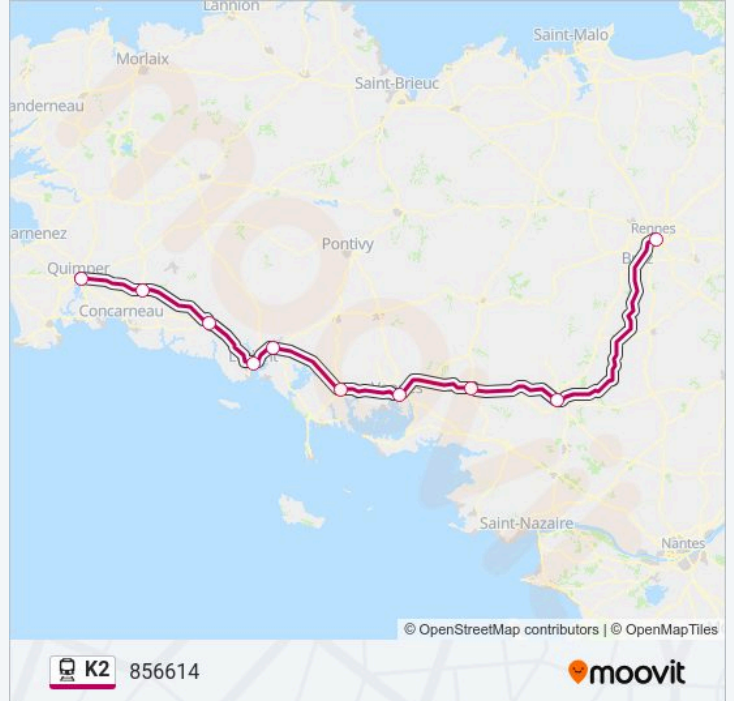 Lannion
Saint-Malo
Morlaix
Saint-Brieuc
anderneau
Rennes
arnenez
Pontivy
Quimper
Concarneau
Saint-Nazaire
Nantes
© OpenStreetMap contributors | © OpenMapTiles
K2 856614
moovit